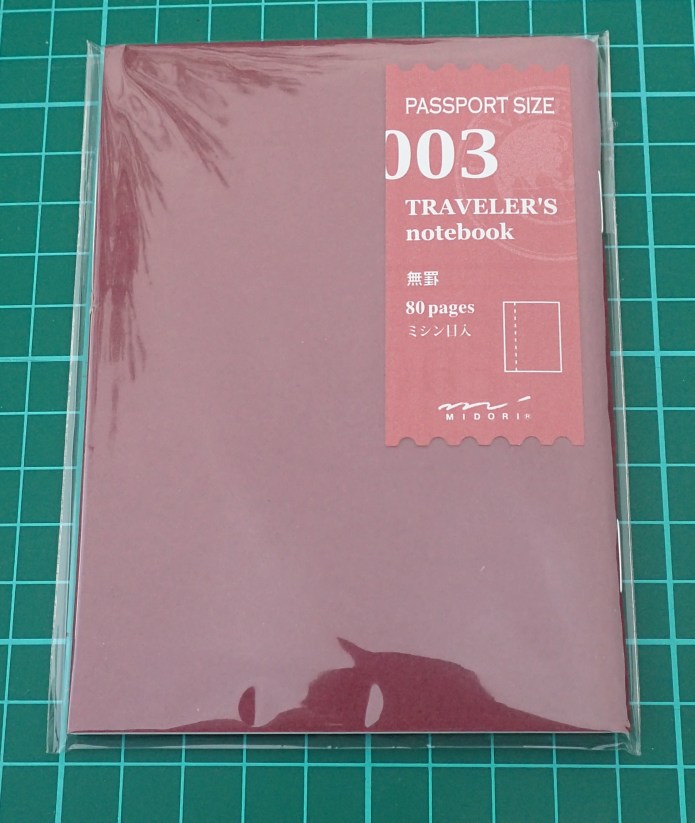 PASSPORT SIZE
003
TRAVELER'S
notebook
無罫
80 pages
ミシン目入
MIDORI®